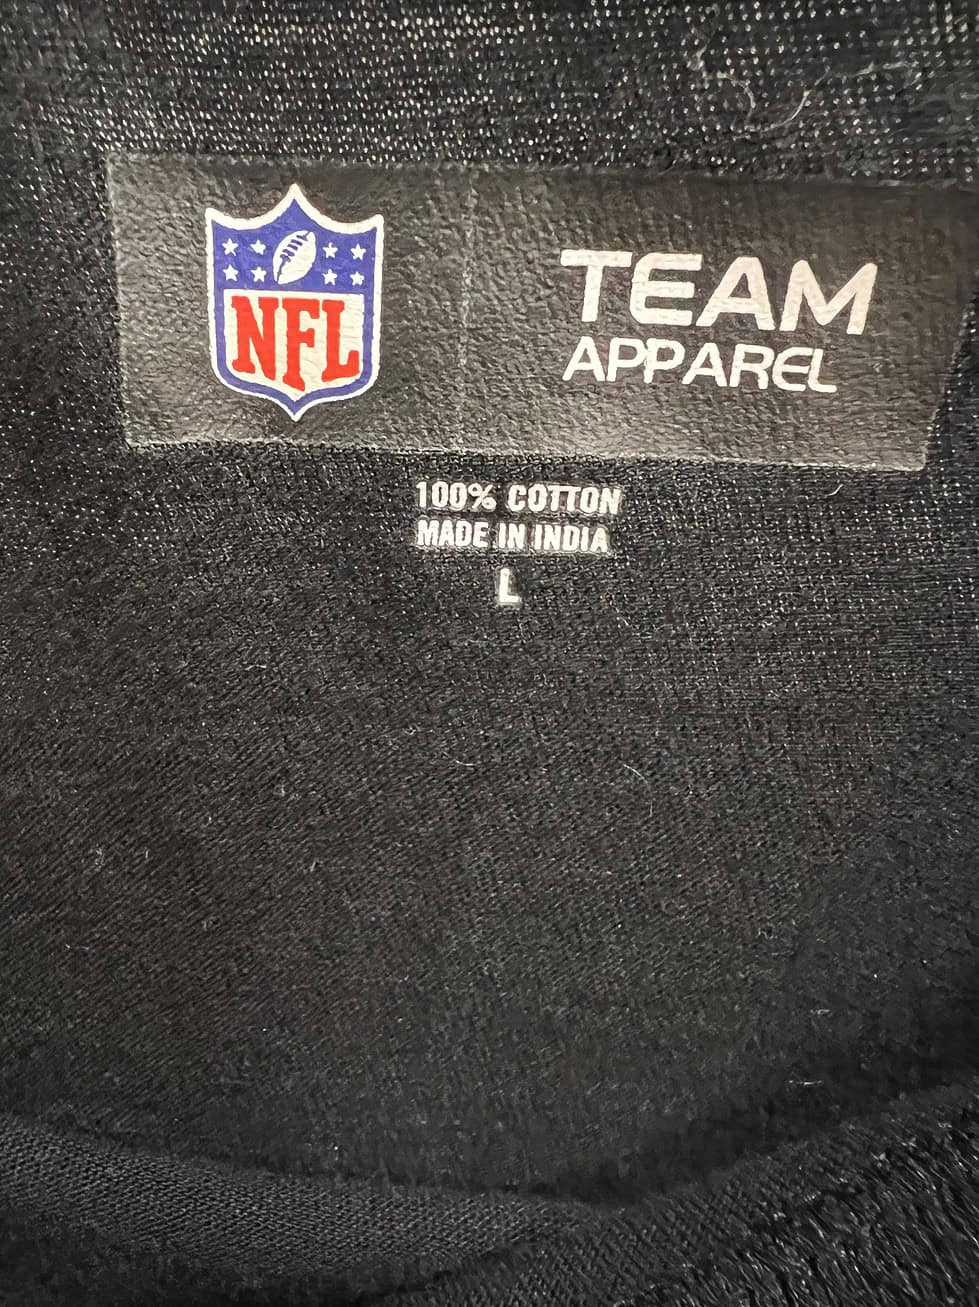 NFL
TEAM
APPAREL
100% COTTON
MADE IN INDIA
L